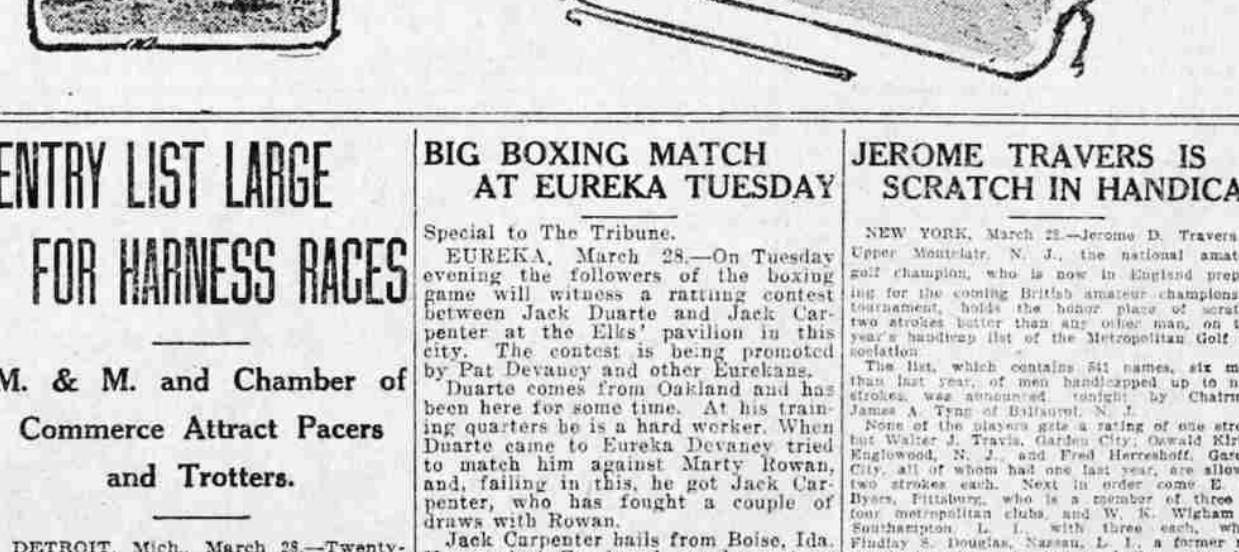 ENTRY LIST LARGE
FOR HARNESS RACES
M. & M. and Chamber of
Commerce Attract Pacers
and Trotters.
DETROIT, Mich., March 28.—Twenty-
BIG BOXING MATCH
AT EUREKA TUESDAY
Special to The Tribune.
EUREKA, March 28.—On Tuesday
evening the followers of the boxing
game will witness a rattling contest
between Jack Duarte and Jack Car-
penter at the Elks' pavilion in this
city. The contest is being promoted
by Pat Devaney and other Eurekans.
Duarte comes from Oakland and has
been here for some time. At his train-
ing quarters he is a hard worker. When
Duarte came to Eureka Devaney tried
to match him against Marty Rowan,
and, failing in this, he got Jack Car-
penter, who has fought a couple of
draws with Rowan.
Jack Carpenter hails from Boise, Ida.
JEROME TRAVERS IS
SCRATCH IN HANDICA
NEW YORK, March 28.—Jerome D. Travers
Upper Montclair, N. J., the national amat
golf champion, who is now in England prep
ing for the coming British amateur champions
tournament, holds the honor place of scrat
two strokes better than any other man, on t
year's handicap list of the Metropolitan Golf
sociation
The list, which contains 541 names, six m
than last year, of men handicapped up to n
strokes, was announced tonight by Chairm
James A. Tyng of Baltusrol, N. J.
None of the players gets a rating of one stro
but Walter J. Travis, Garden City; Oswald Kirk
Englewood, N. J., and Fred Herreshoff, Gard
City, all of whom had one last year, are allow
two strokes each. Next in order come E.
Byers, Pittsburg, who is a member of three
four metropolitan clubs, and W. K. Wigham
Southampton, L. I., with three each, wh
Findlay S. Douglas, Nassau, L. I., a former